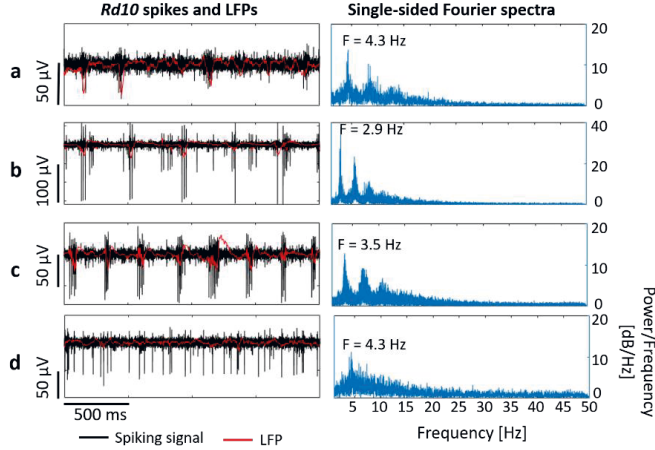 Rd10 spikes and LFPs
Single-sided Fourier spectra
a
50 µV
F = 4.3 Hz
20
10
0
b
100 µV
F = 2.9 Hz
40
20
0
c
50 µV
F = 3.5 Hz
20
10
0
d
50 µV
F = 4.3 Hz
20
10
0
Power/Frequency
[dB/Hz]
5 10 15 20 25 30 35 40 45 50
500 ms
Frequency [Hz]
Spiking signal
LFP